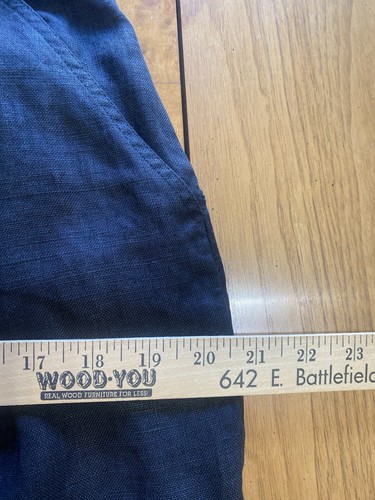 17 18 19 20 21 22 23
WOOD-YOU 642 E. Battlefield
REAL WOOD FURNITURE FOR LESS!